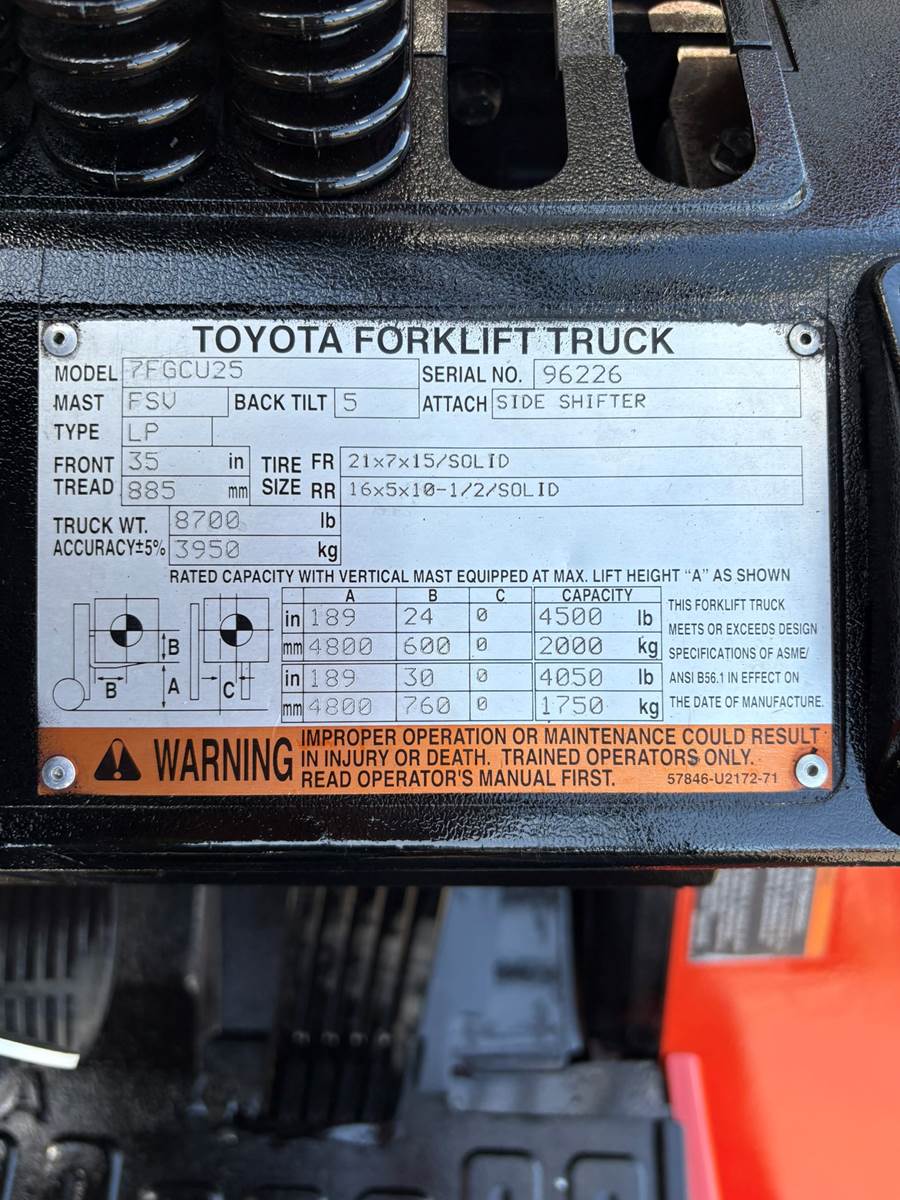 TOYOTA FORKLIFT TRUCK
MODEL 7FGCU25 SERIAL NO. 96226
MAST FSV BACK TILT 5 ATTACH SIDE SHIFTER
TYPE LP
FRONT 35 in TIRE FR 21x7x15/SOLID
TREAD 885 mm SIZE RR 16x5x10-1/2/SOLID
TRUCK WT. 8700 lb
ACCURACY±5% 3950 kg
RATED CAPACITY WITH VERTICAL MAST EQUIPPED AT MAX. LIFT HEIGHT "A" AS SHOWN
A B C CAPACITY
in 189 24 0 4500 lb
mm 4800 600 0 2000 kg
in 189 30 0 4050 lb
mm 4800 760 0 1750 kg
B
B A C
THIS FORKLIFT TRUCK
MEETS OR EXCEEDS DESIGN
SPECIFICATIONS OF ASME/
ANSI B56.1 IN EFFECT ON
THE DATE OF MANUFACTURE.
WARNING
IMPROPER OPERATION OR MAINTENANCE COULD RESULT
IN INJURY OR DEATH. TRAINED OPERATORS ONLY.
READ OPERATOR'S MANUAL FIRST. 57846-U2172-71